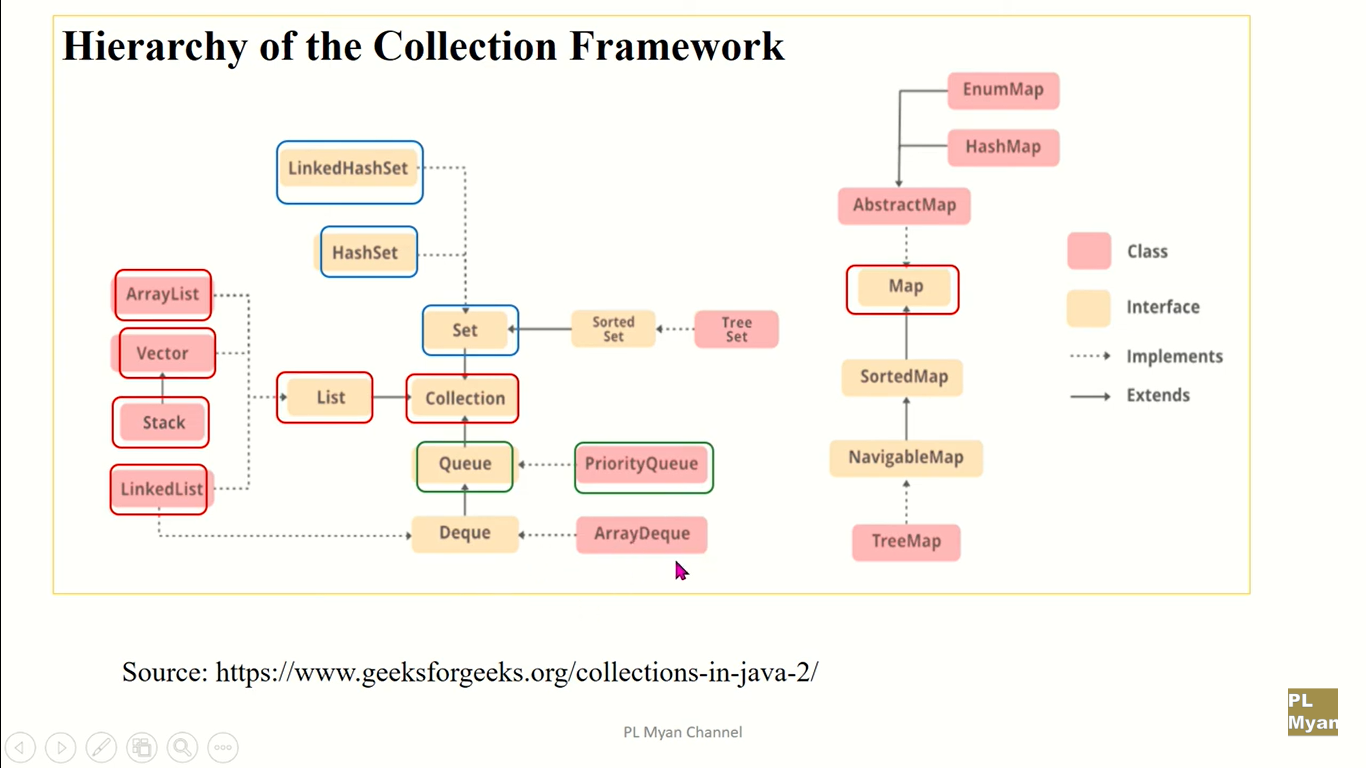 Hierarchy of the Collection Framework
EnumMap
HashMap
LinkedHashSet
AbstractMap
HashSet
Class
ArrayList
Map
Interface
Set
Sorted
Set
Tree
Set
Vector
Implements
SortedMap
List
Collection
Extends
Stack
Queue
PriorityQueue
NavigableMap
LinkedList
Deque
ArrayDeque
TreeMap
Source: https://www.geeksforgeeks.org/collections-in-java-2/
PL Myan Channel
PL
Myan